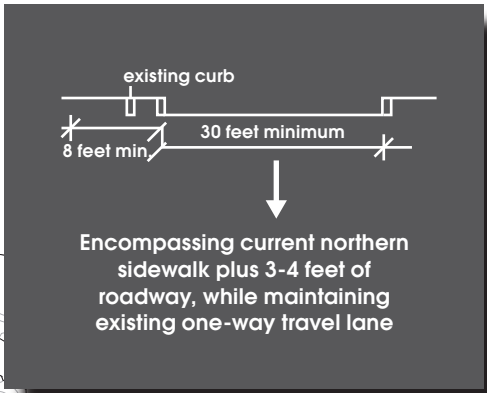 existing curb
30 feet minimum
8 feet min.
Encompassing current northern
sidewalk plus 3-4 feet of
roadway, while maintaining
existing one-way travel lane